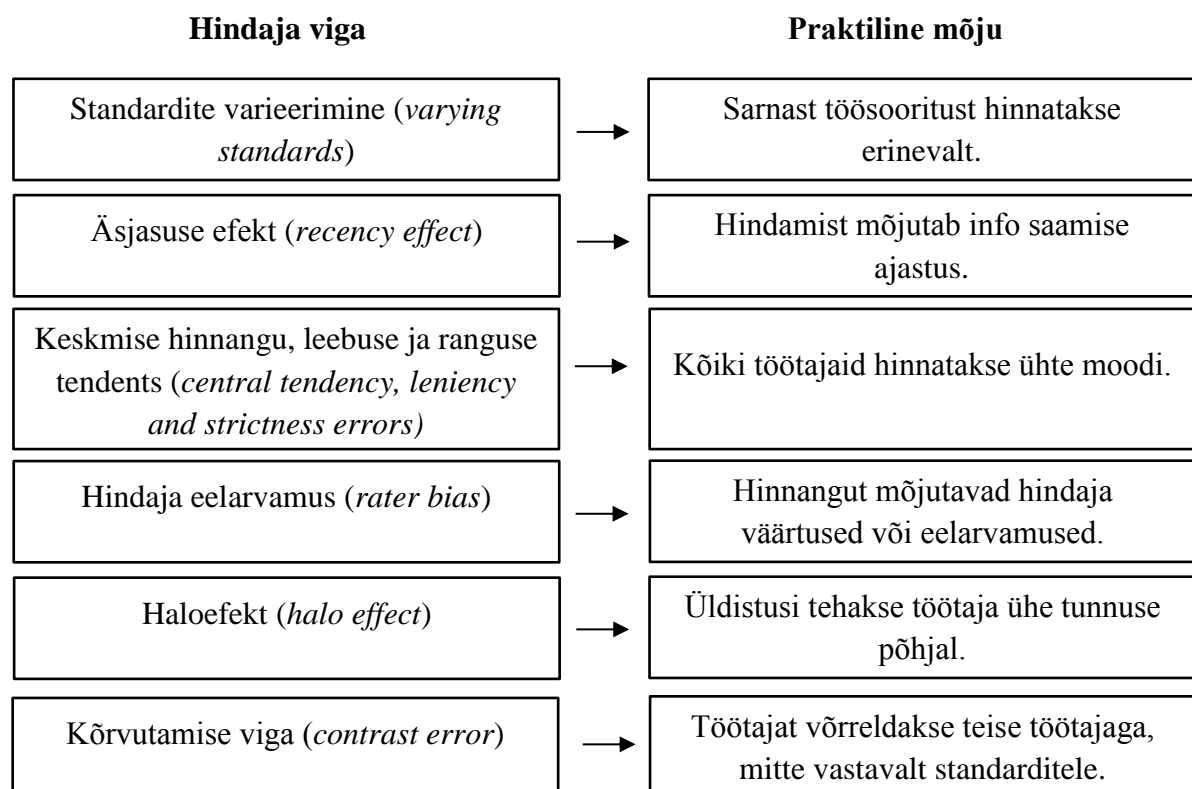 Hindaja viga
Praktiline mõju
Standardite varieerimine (varying
standards)
Sarnast töösooritust hinnatakse
erinevalt.
Äsjasuse efekt (recency effect)
Hindamist mõjutab info saamise
ajastus.
Keskmise hinnangu, leebuse ja ranguse
tendents (central tendency, leniency
and strictness errors)
Kõiki töötajaid hinnatakse ühte moodi.
Hindaja eelarvamus (rater bias)
Hinnangut mõjutavad hindaja
väärtused või eelarvamused.
Haloefekt (halo effect)
Üldistusi tehakse töötaja ühe tunnuse
põhjal.
Kõrvutamise viga (contrast error)
Töötajat võrreldakse teise töötajaga,
mitte vastavalt standarditele.